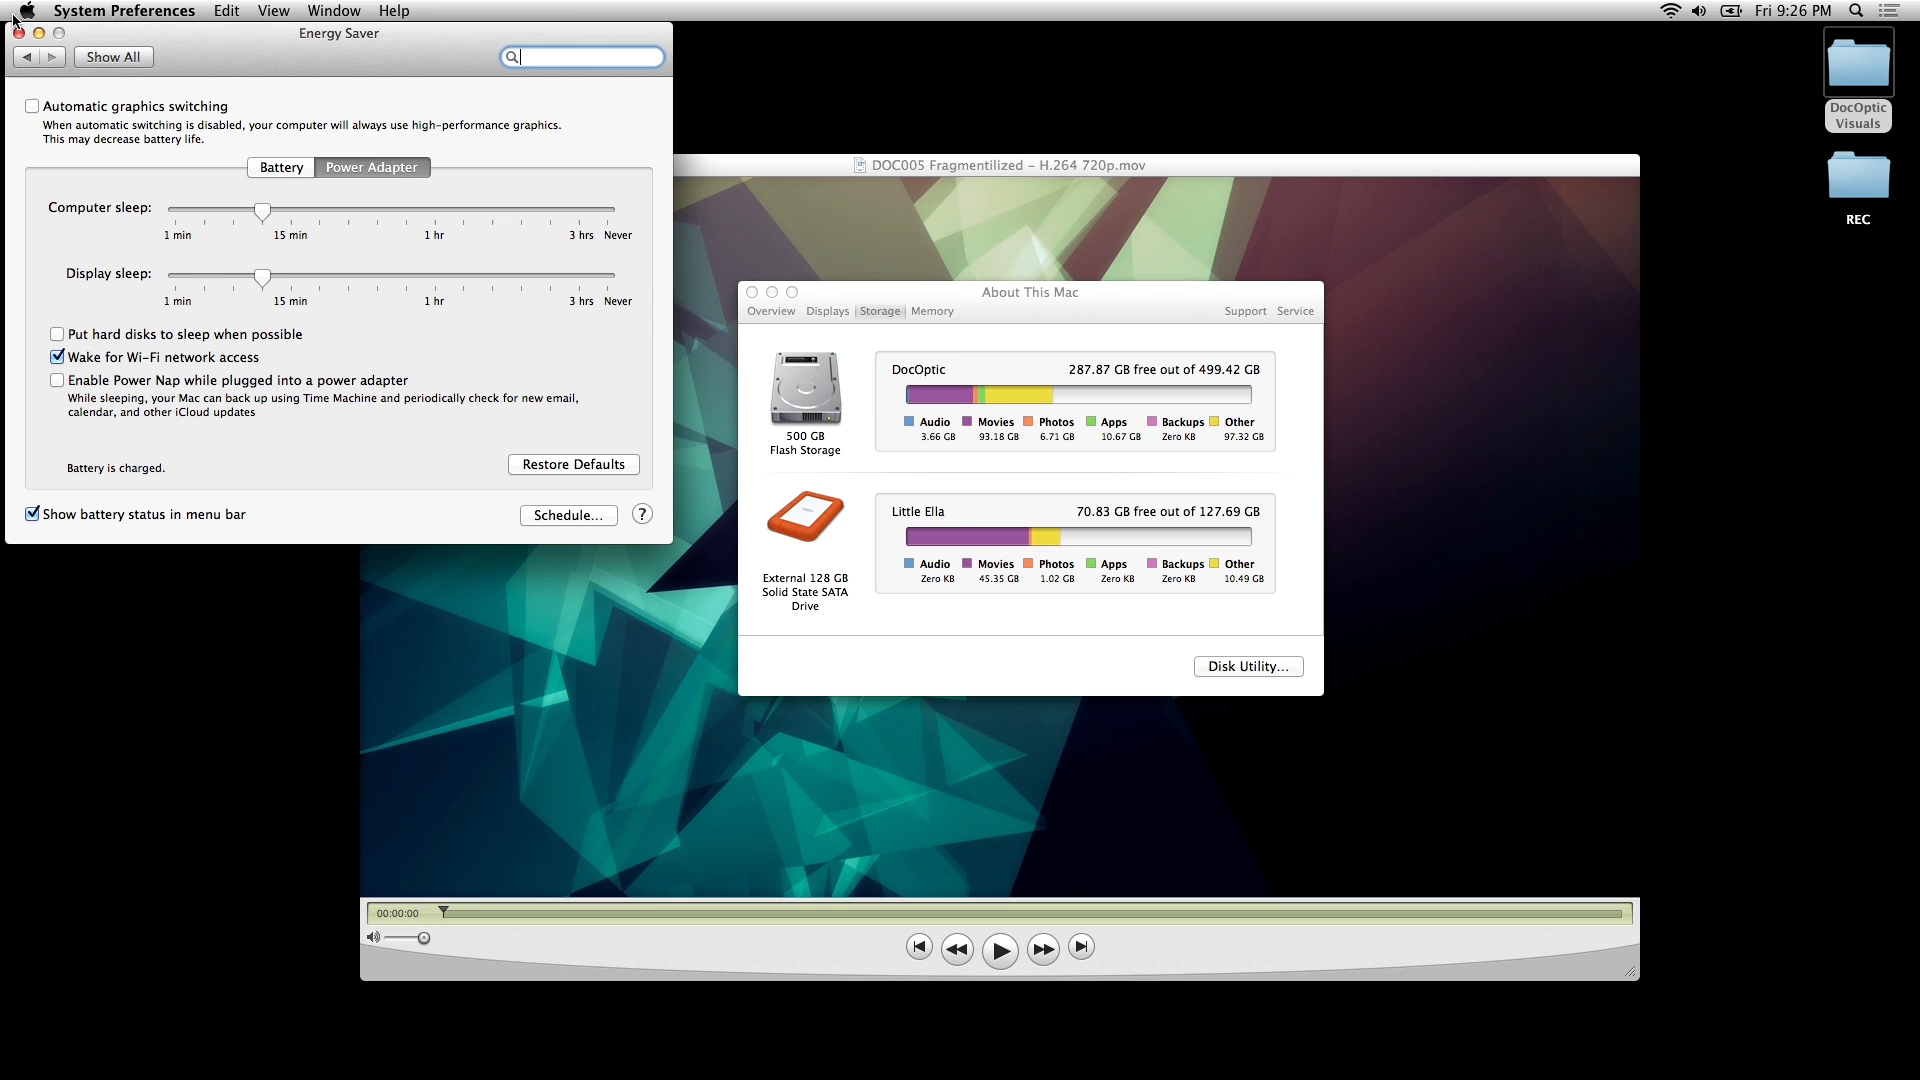 System Preferences Edit View Window Help
Fri 9:26 PM
Energy Saver
Show All
Automatic graphics switching
When automatic switching is disabled, your computer will always use high-performance graphics.
This may decrease battery life.
Battery Power Adapter
Computer sleep:
1 min 15 min 1 hr 3 hrs Never
Display sleep:
1 min 15 min 1 hr 3 hrs Never
Put hard disks to sleep when possible
Wake for Wi-Fi network access
Enable Power Nap while plugged into a power adapter
While sleeping, your Mac can back up using Time Machine and periodically check for new email,
calendar, and other iCloud updates
Battery is charged.
Restore Defaults
Show battery status in menu bar
Schedule...
?
DOC005 Fragmentilized - H.264 720p.mov
About This Mac
Overview Displays Storage Memory Support Service
500 GB
Flash Storage
DocOptic 287.87 GB free out of 499.42 GB
Audio Movies Photos Apps Backups Other
3.66 GB 93.18 GB 6.71 GB 10.67 GB Zero KB 97.32 GB
External 128 GB
Solid State SATA
Drive
Little Ella 70.83 GB free out of 127.69 GB
Audio Movies Photos Apps Backups Other
Zero KB 45.35 GB 1.02 GB Zero KB Zero KB 10.49 GB
Disk Utility...
00:00:00
DocOptic
Visuals
REC